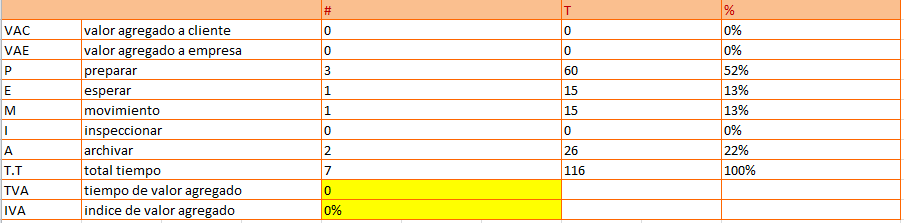 # T %
VAC valor agregado a cliente 0 0 0%
VAE valor agregado a empresa 0 0 0%
P preparar 3 60 52%
E esperar 1 15 13%
M movimiento 1 15 13%
I inspeccionar 0 0 0%
A archivar 2 26 22%
T.T total tiempo 7 116 100%
TVA tiempo de valor agregado 0
IVA indice de valor agregado 0%